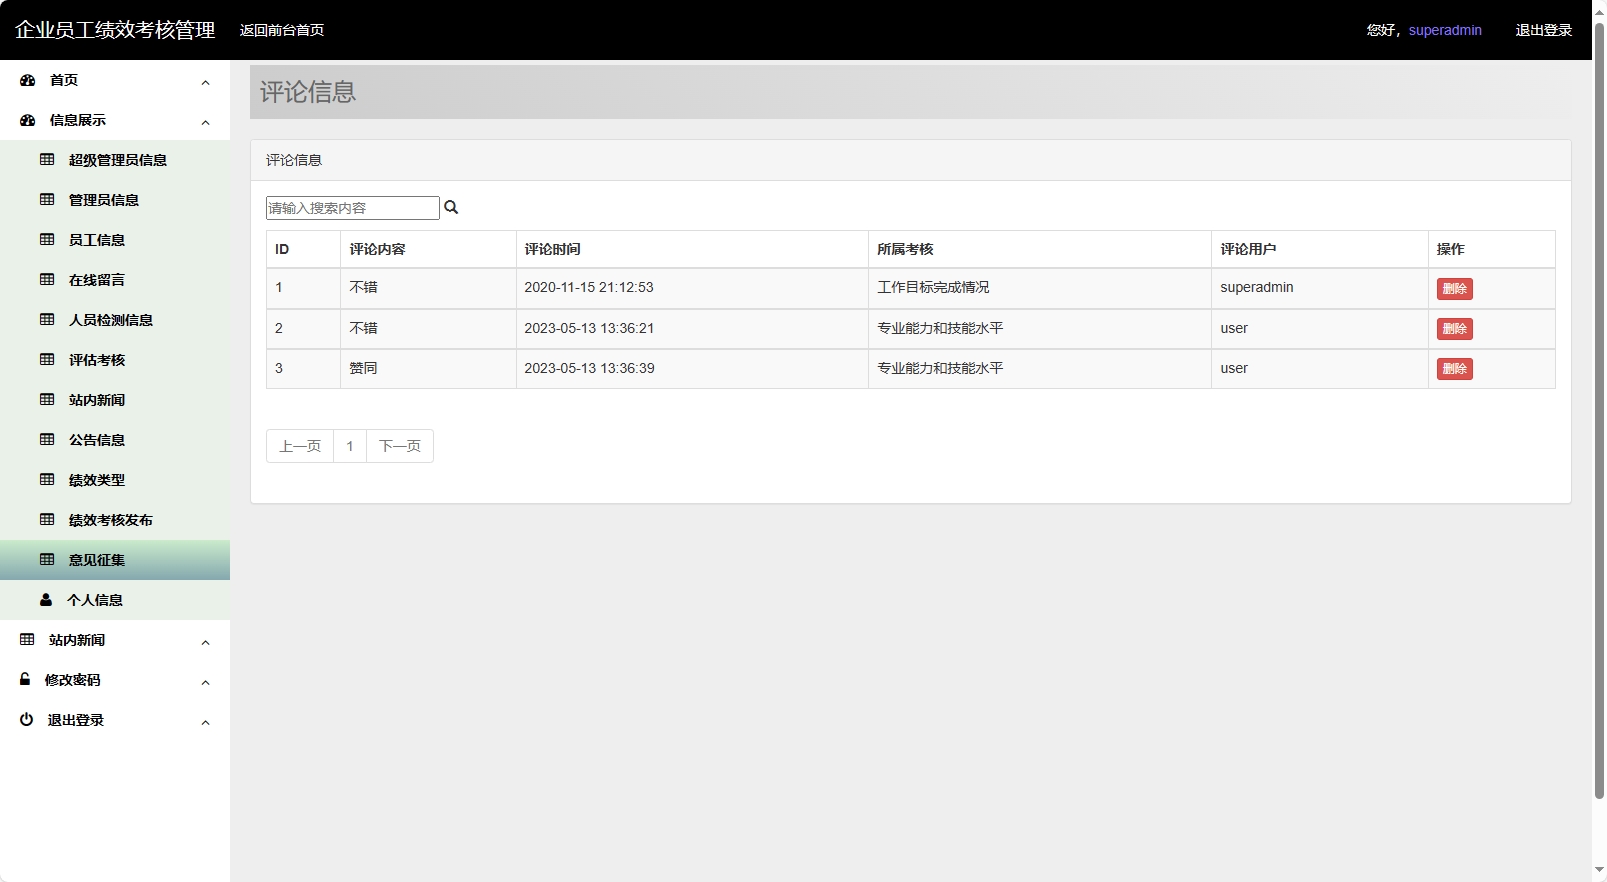 企业员工绩效考核管理 返回前台首页 您好，superadmin 退出登录
首页
信息展示
超级管理员信息
管理员信息
员工信息
在线留言
人员检测信息
评估考核
站内新闻
公告信息
绩效类型
绩效考核发布
意见征集
个人信息
站内新闻
修改密码
退出登录
评论信息
评论信息
请输入搜索内容
ID 评论内容 评论时间 所属考核 评论用户 操作
1 不错 2020-11-15 21:12:53 工作目标完成情况 superadmin 删除
2 不错 2023-05-13 13:36:21 专业能力和技能水平 user 删除
3 赞同 2023-05-13 13:36:39 专业能力和技能水平 user 删除
上一页 1 下一页